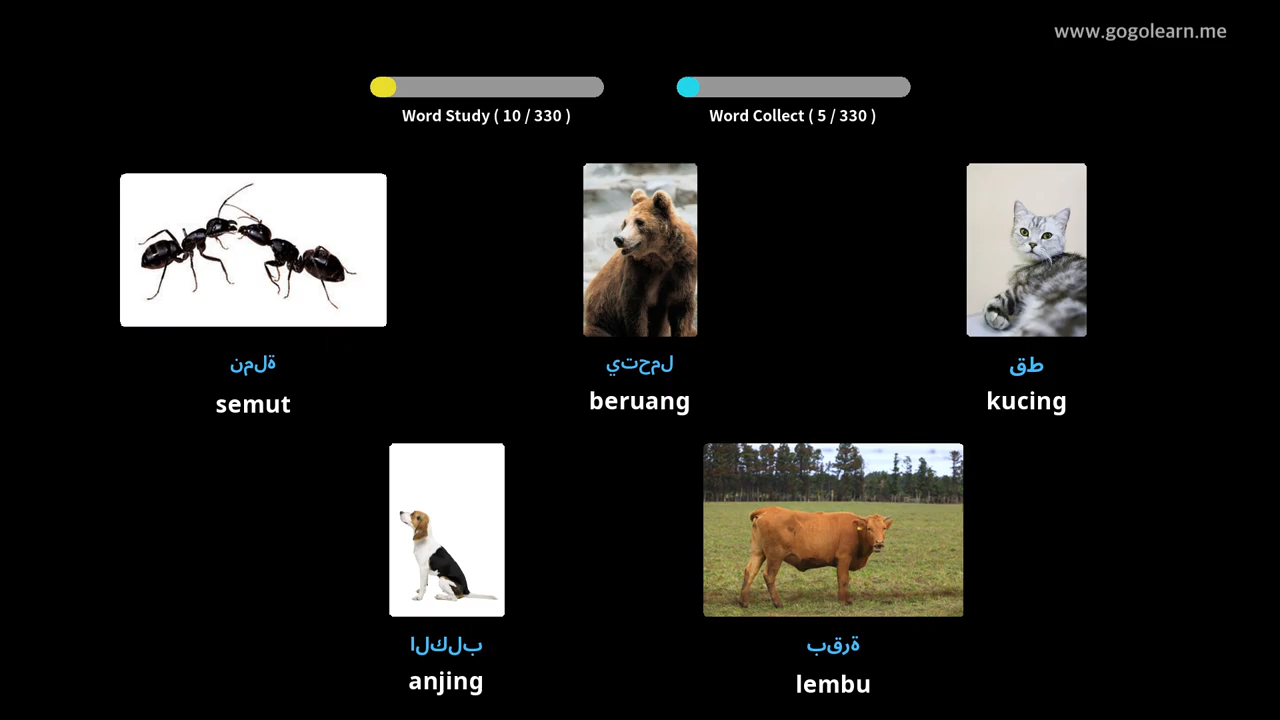 www.gogolearn.me
Word Study ( 10 / 330 )
Word Collect ( 5 / 330 )
نملة
يتحمل
قط
semut
beruang
kucing
الكلب
بقرة
anjing
lembu